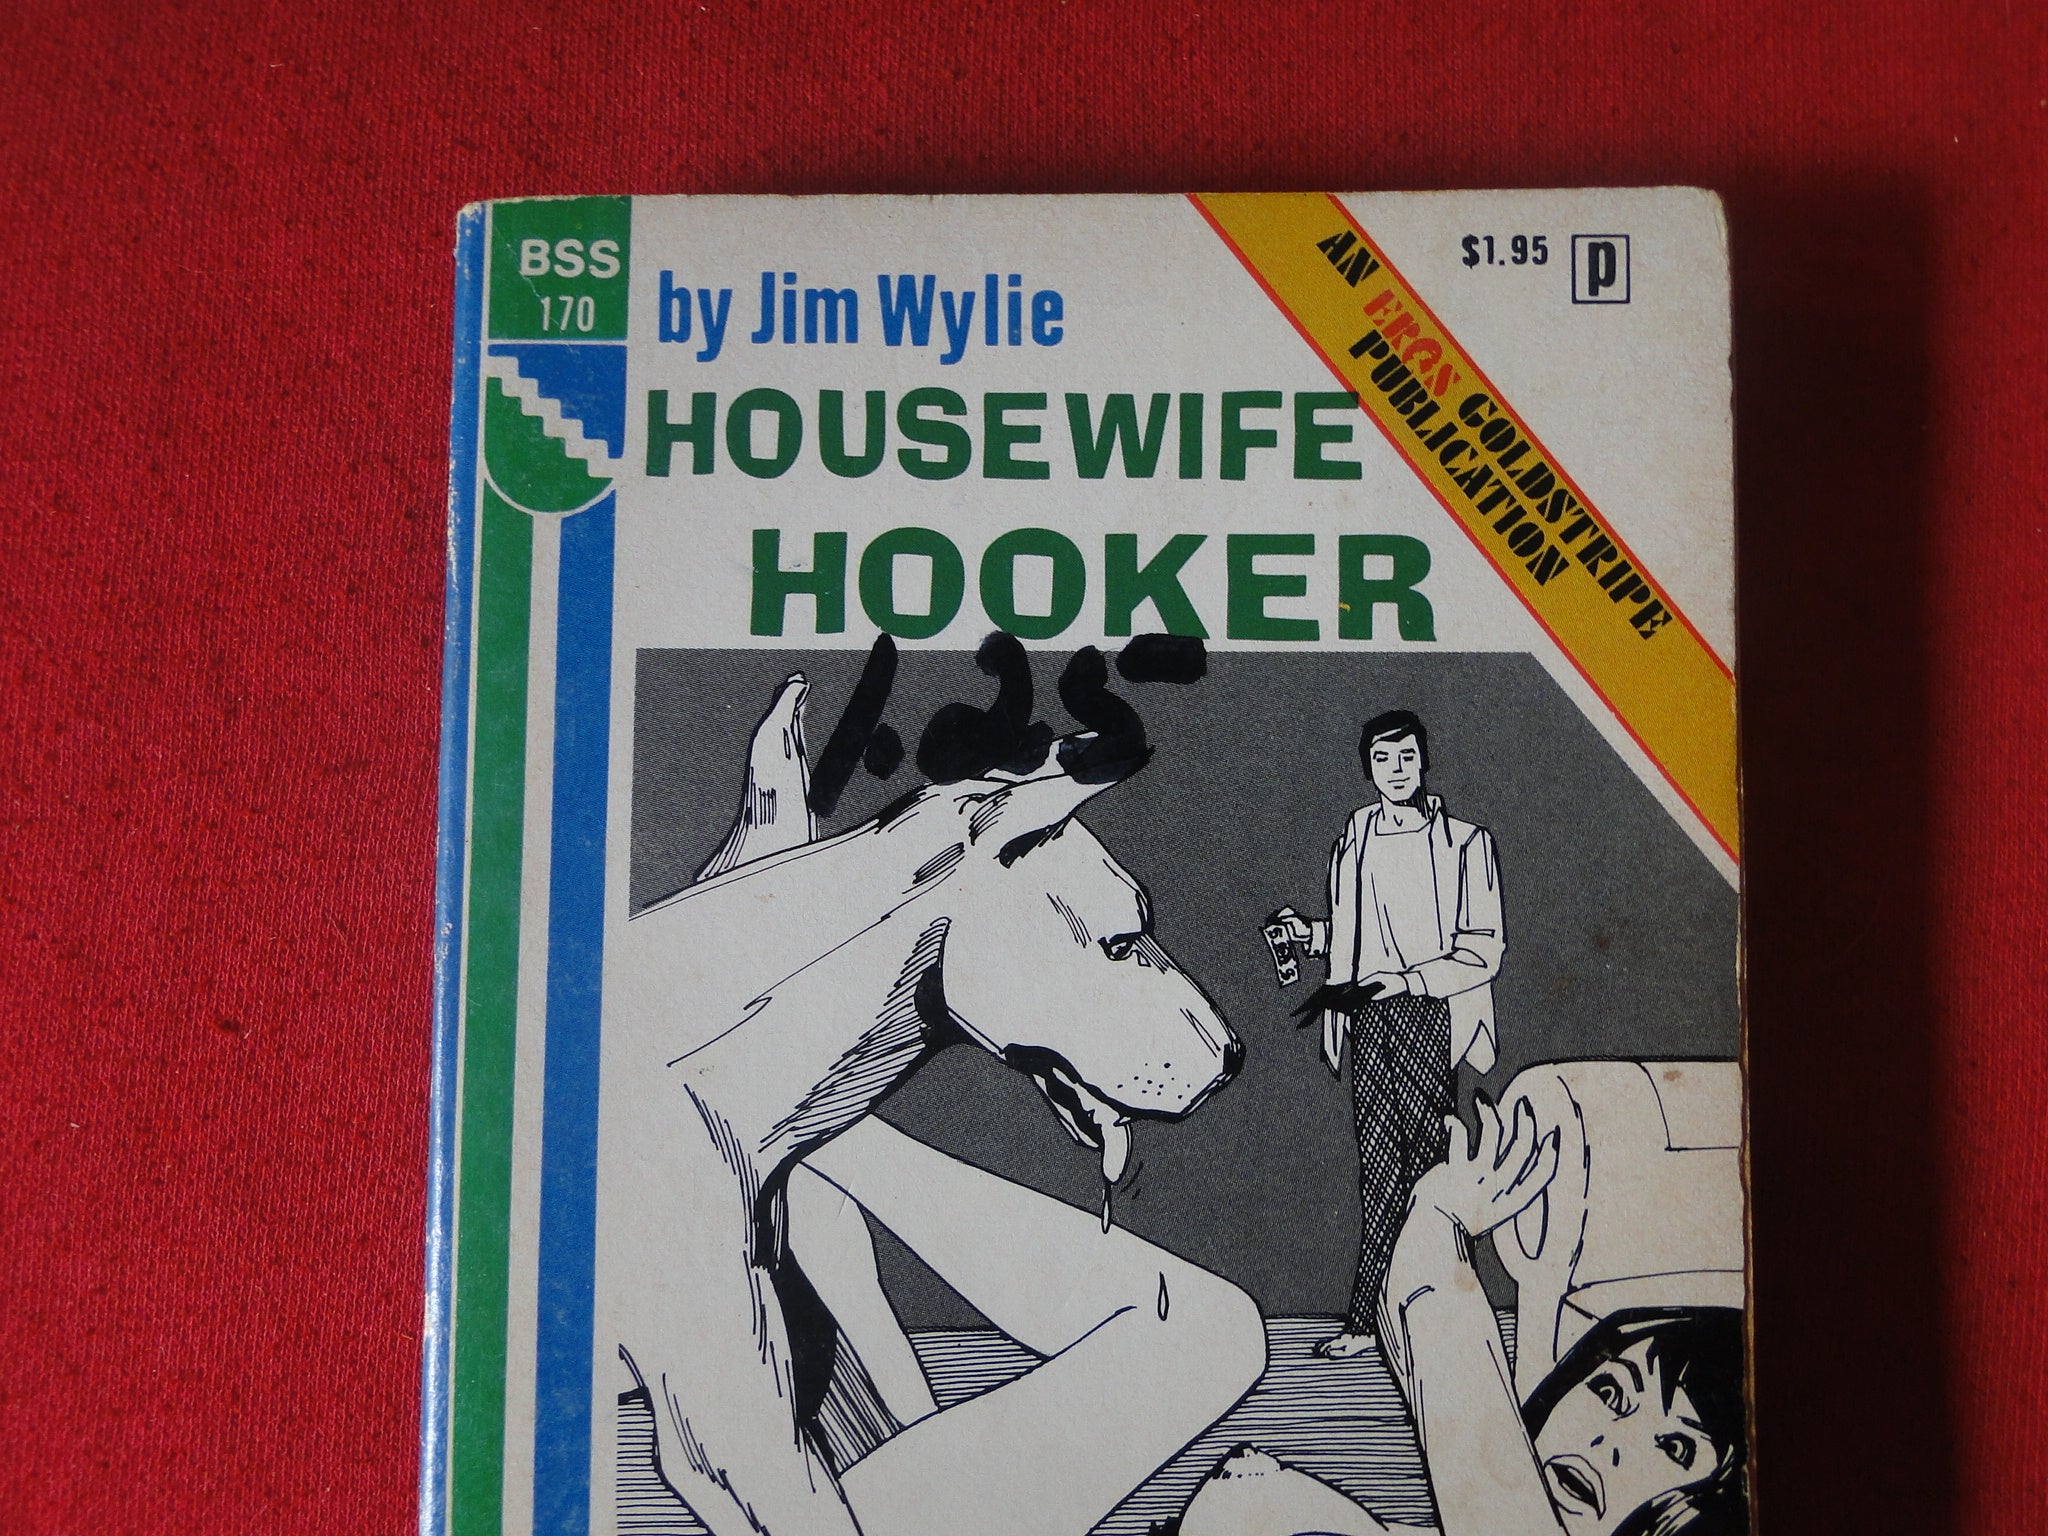 BSS
170
by Jim Wylie
$1.95 p
AN EROS GOLDSTRIPE
PUBLICATION
HOUSEWIFE
HOOKER
1.25